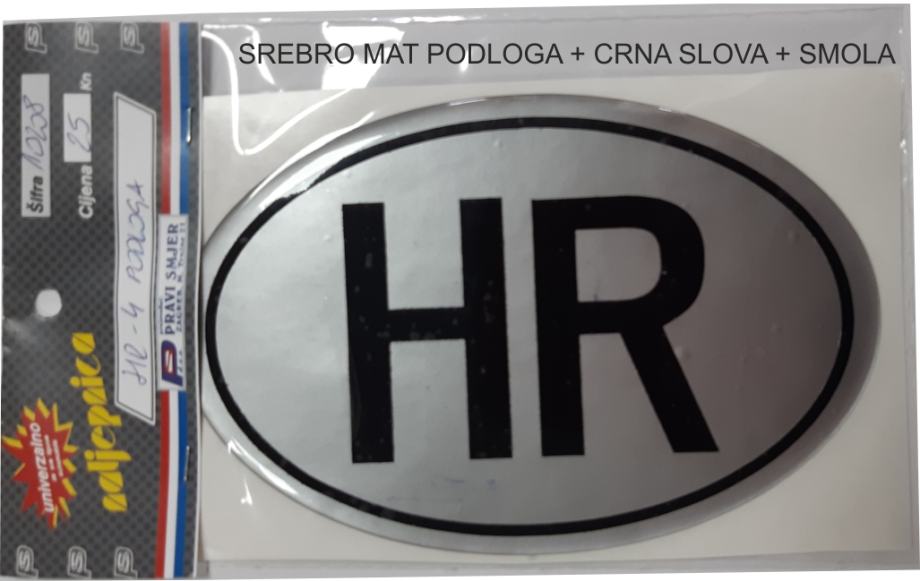 SREBRO MAT PODLOGA + CRNA SLOVA + SMOLA
HR
Šifra 10208
Cijena 25 Kn
HR-4 PODLOGA
PRAVI SMJER
univerzalno
naljepnica